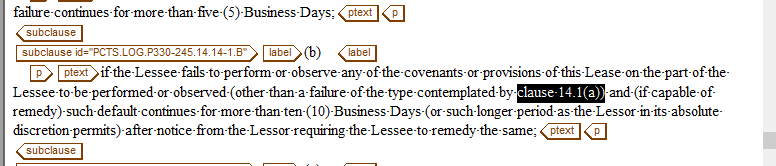 failure continues for more than five (5) Business Days; ptext p
subclause
subclause id="PCTS.LOG.P330-245.14.14-1.B" label (b) label
p ptext if the Lessee fails to perform or observe any of the covenants or provisions of this Lease on the part of the
Lessee to be performed or observed (other than a failure of the type contemplated by clause 14.1(a)) and (if capable of
remedy) such default continues for more than ten (10) Business Days (or such longer period as the Lessor in its absolute
discretion permits) after notice from the Lessor requiring the Lessee to remedy the same; ptext p
subclause